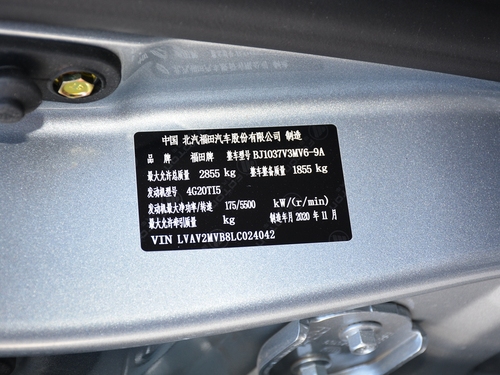 中国 北汽福田汽车股份有限公司 制造
品 牌 福田牌 整车型号 BJ1037V3MV6-9A
最大允许总质量 2855 kg 整车整备质量 1855 kg
发动机型号 4G20TI5
发动机最大净功率/转速 175/5500 kW/(r/min)
最大允许牵引质量 kg 制造年月 2020 年 11 月
VIN LVAV2MVB8LC024042